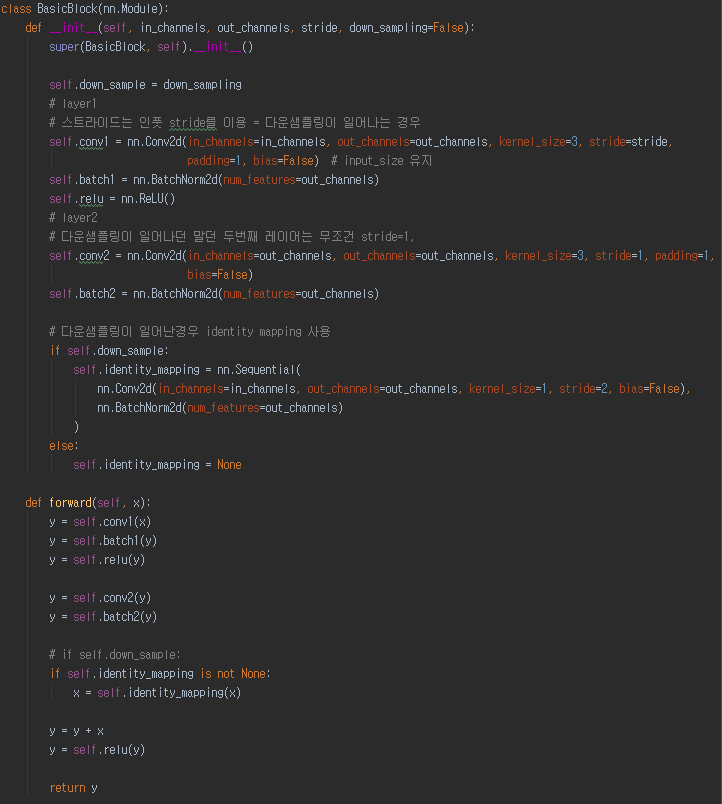 class BasicBlock(nn.Module):
    def __init__(self, in_channels, out_channels, stride, down_sampling=False):
        super(BasicBlock, self).__init__()

        self.down_sample = down_sampling
        # layer1
        # 스트라이드는 인풋 stride를 이용 = 다운샘플링이 일어나는 경우
        self.conv1 = nn.Conv2d(in_channels=in_channels, out_channels=out_channels, kernel_size=3, stride=stride,
                               padding=1, bias=False)  # input_size 유지
        self.batch1 = nn.BatchNorm2d(num_features=out_channels)
        self.relu = nn.ReLU()
        # layer2
        # 다운샘플링이 일어나던 말던 두번째 레이어는 무조건 stride=1,
        self.conv2 = nn.Conv2d(in_channels=out_channels, out_channels=out_channels, kernel_size=3, stride=1, padding=1,
                               bias=False)
        self.batch2 = nn.BatchNorm2d(num_features=out_channels)

        # 다운샘플링이 일어난경우 identity mapping 사용
        if self.down_sample:
            self.identity_mapping = nn.Sequential(
                nn.Conv2d(in_channels=in_channels, out_channels=out_channels, kernel_size=1, stride=2, bias=False),
                nn.BatchNorm2d(num_features=out_channels)
            )
        else:
            self.identity_mapping = None

    def forward(self, x):
        y = self.conv1(x)
        y = self.batch1(y)
        y = self.relu(y)

        y = self.conv2(y)
        y = self.batch2(y)

        # if self.down_sample:
        if self.identity_mapping is not None:
            x = self.identity_mapping(x)

        y = y + x
        y = self.relu(y)

        return y